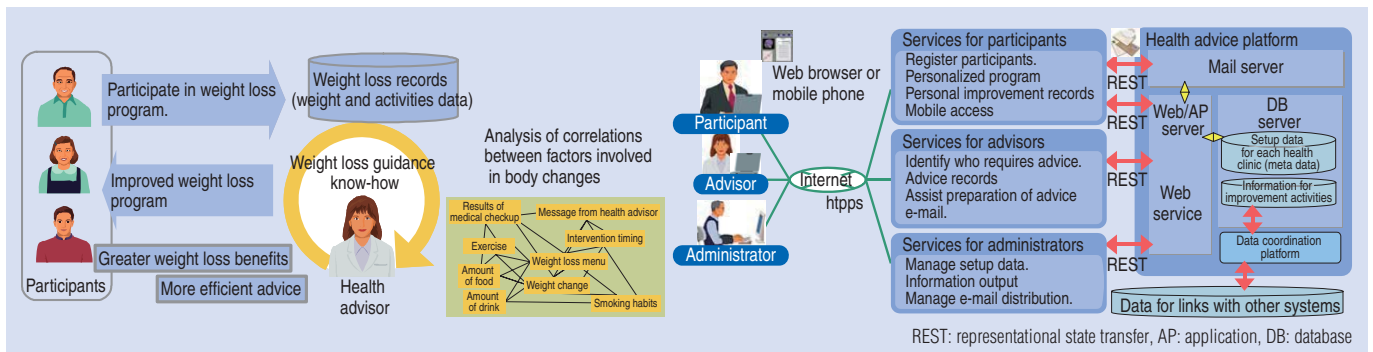 Participate in weight loss
program.
Improved weight loss
program
Greater weight loss benefits
More efficient advice
Participants
Weight loss records
(weight and activities data)
Weight loss guidance
know-how
Health
advisor
Analysis of correlations
between factors involved
in body changes
Results of
medical checkup
Message from health advisor
Intervention timing
Exercise
Weight loss menu
Amount
of food
Weight change
Amount
of drink
Smoking habits
Web browser or
mobile phone
Participant
Advisor
Administrator
Internet
htpps
Services for participants
Register participants.
Personalized program
Personal improvement records
Mobile access
Services for advisors
Identify who requires advice.
Advice records
Assist preparation of advice
e-mail.
Services for administrators
Manage setup data.
Information output
Manage e-mail distribution.
REST
REST
REST
REST
Health advice platform
Mail server
Web/AP
server
Web
service
DB
server
Setup data
for each health
clinic (meta data)
Information for
improvement activities
Data coordination
platform
Data for links with other systems
REST: representational state transfer, AP: application, DB: database